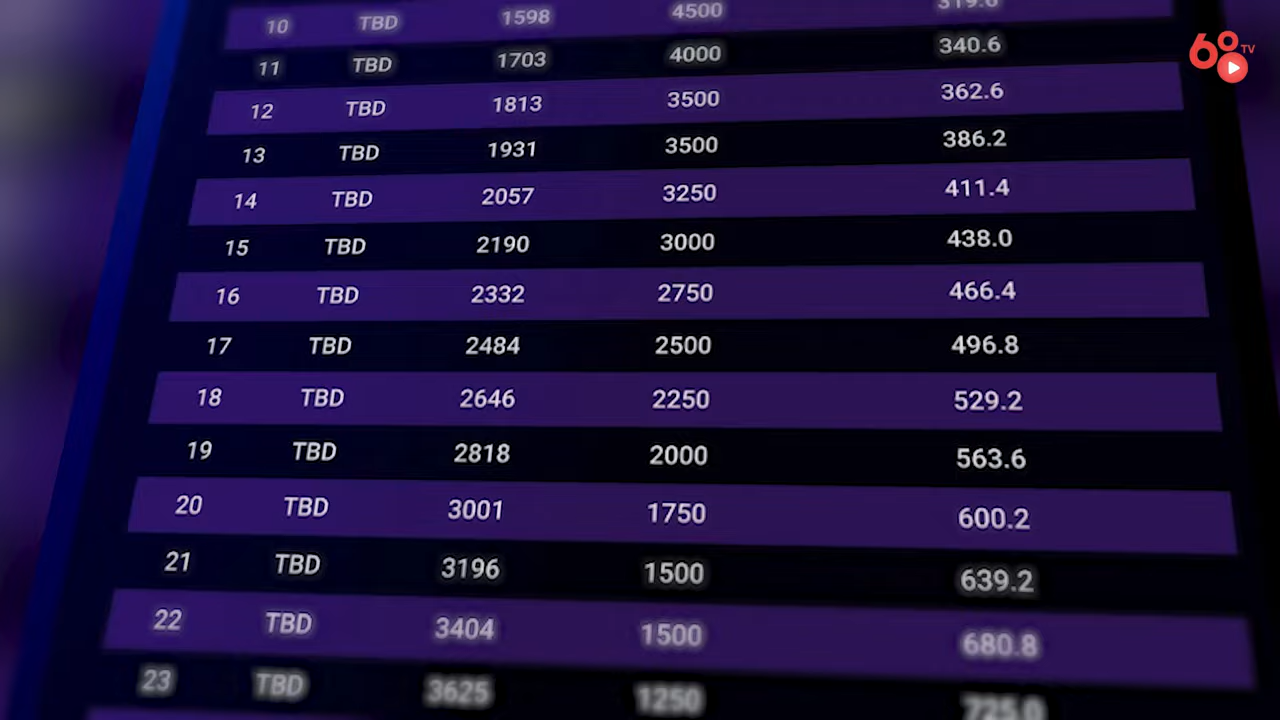 10 TBD 1598 4500 319.6
68 TV
11 TBD 1703 4000 340.6
12 TBD 1813 3500 362.6
13 TBD 1931 3500 386.2
14 TBD 2057 3250 411.4
15 TBD 2190 3000 438.0
16 TBD 2332 2750 466.4
17 TBD 2484 2500 496.8
18 TBD 2646 2250 529.2
19 TBD 2818 2000 563.6
20 TBD 3001 1750 600.2
21 TBD 3196 1500 639.2
22 TBD 3404 1500 680.8
23 TBD 3625 1250 725.0